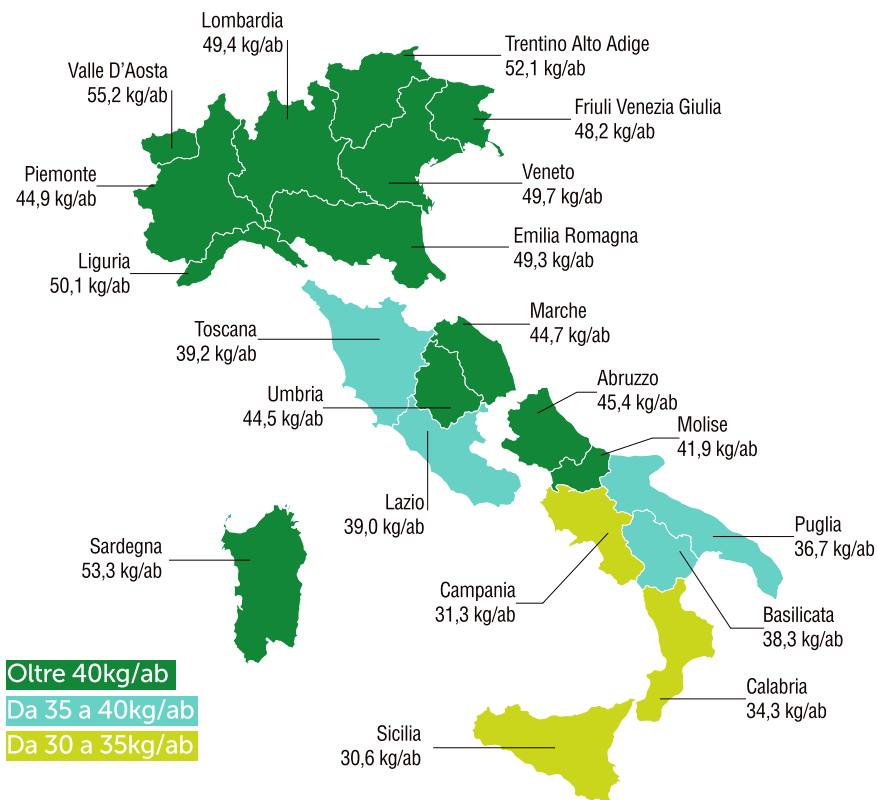 Lombardia
49,4 kg/ab
Trentino Alto Adige
52,1 kg/ab
Valle D’Aosta
55,2 kg/ab
Friuli Venezia Giulia
48,2 kg/ab
Piemonte
44,9 kg/ab
Veneto
49,7 kg/ab
Emilia Romagna
49,3 kg/ab
Liguria
50,1 kg/ab
Marche
44,7 kg/ab
Toscana
39,2 kg/ab
Abruzzo
45,4 kg/ab
Umbria
44,5 kg/ab
Molise
41,9 kg/ab
Lazio
39,0 kg/ab
Puglia
36,7 kg/ab
Sardegna
53,3 kg/ab
Campania
31,3 kg/ab
Basilicata
38,3 kg/ab
Calabria
34,3 kg/ab
Sicilia
30,6 kg/ab
Oltre 40kg/ab
Da 35 a 40kg/ab
Da 30 a 35kg/ab